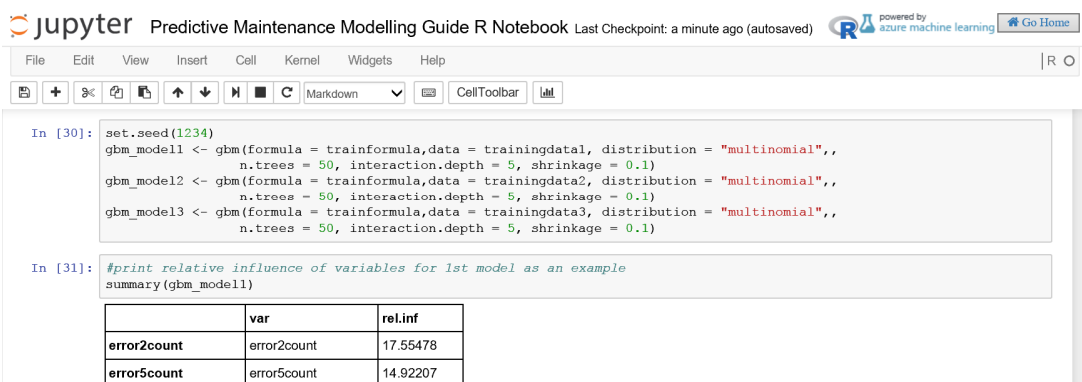 jupyter Predictive Maintenance Modelling Guide R Notebook Last Checkpoint: a minute ago (autosaved) R powered by azure machine learning Go Home
File Edit View Insert Cell Kernel Widgets Help R
Markdown CellToolbar
In [30]: set.seed(1234)
gbm_model1 <- gbm(formula = trainformula,data = trainingdata1, distribution = "multinomial",,
n.trees = 50, interaction.depth = 5, shrinkage = 0.1)
gbm_model2 <- gbm(formula = trainformula,data = trainingdata2, distribution = "multinomial",,
n.trees = 50, interaction.depth = 5, shrinkage = 0.1)
gbm_model3 <- gbm(formula = trainformula,data = trainingdata3, distribution = "multinomial",,
n.trees = 50, interaction.depth = 5, shrinkage = 0.1)
In [31]: #print relative influence of variables for 1st model as an example
summary(gbm_model1)
var rel.inf
error2count error2count 17.55478
error5count error5count 14.92207